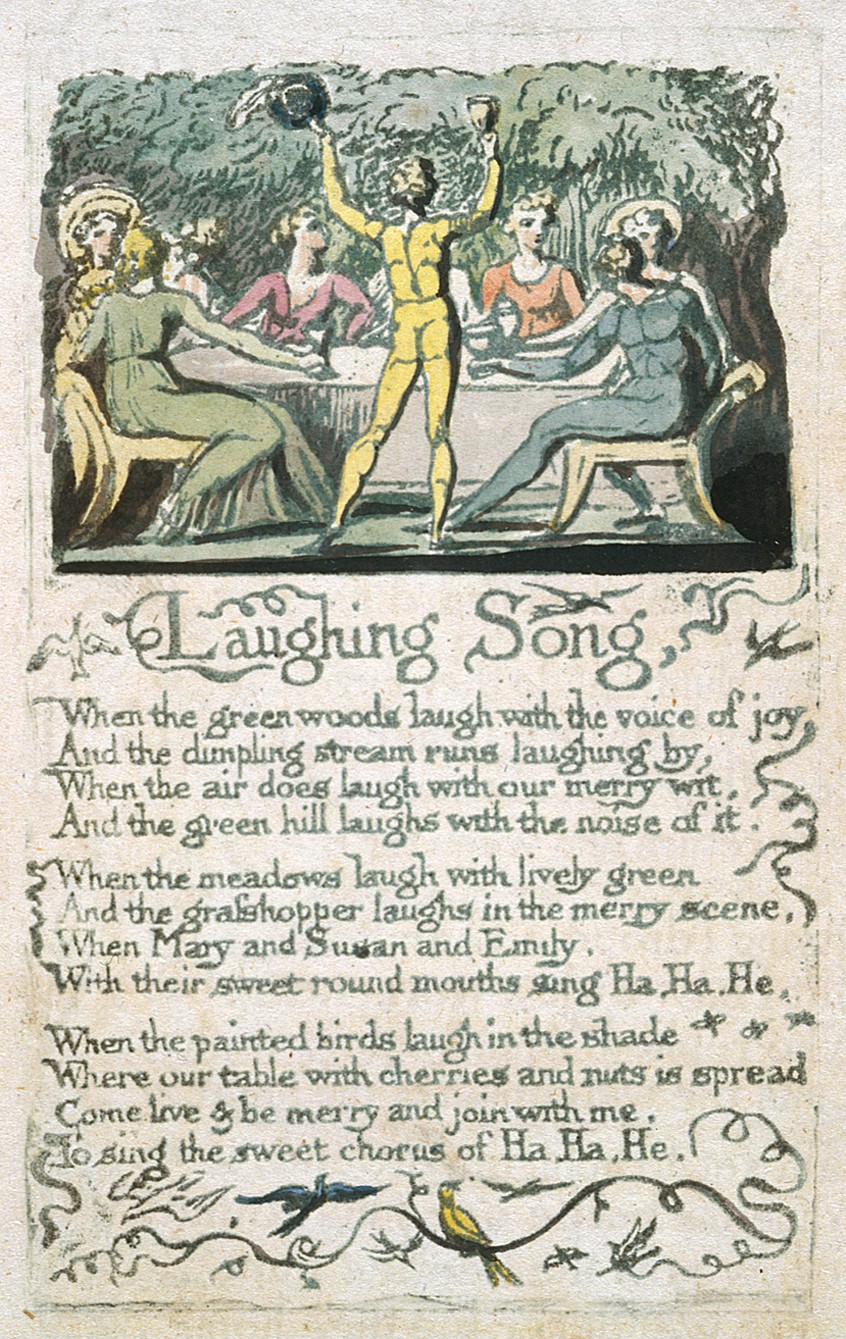 Laughing Song,
When the green woods laugh with the voice of joy,
And the dimpling stream runs laughing by,
When the air does laugh with our merry wit,
And the green hill laughs with the noise of it.
When the meadows laugh with lively green
And the graſshopper laughs in the merry scene,
When Mary and Susan and Emily.
With their sweet round mouths sing Ha, Ha. He.
When the painted birds laugh in the shade
Where our table with cherries and nuts is spread
Come live & be merry and join with me,
To sing the sweet chorus of Ha, Ha, He.